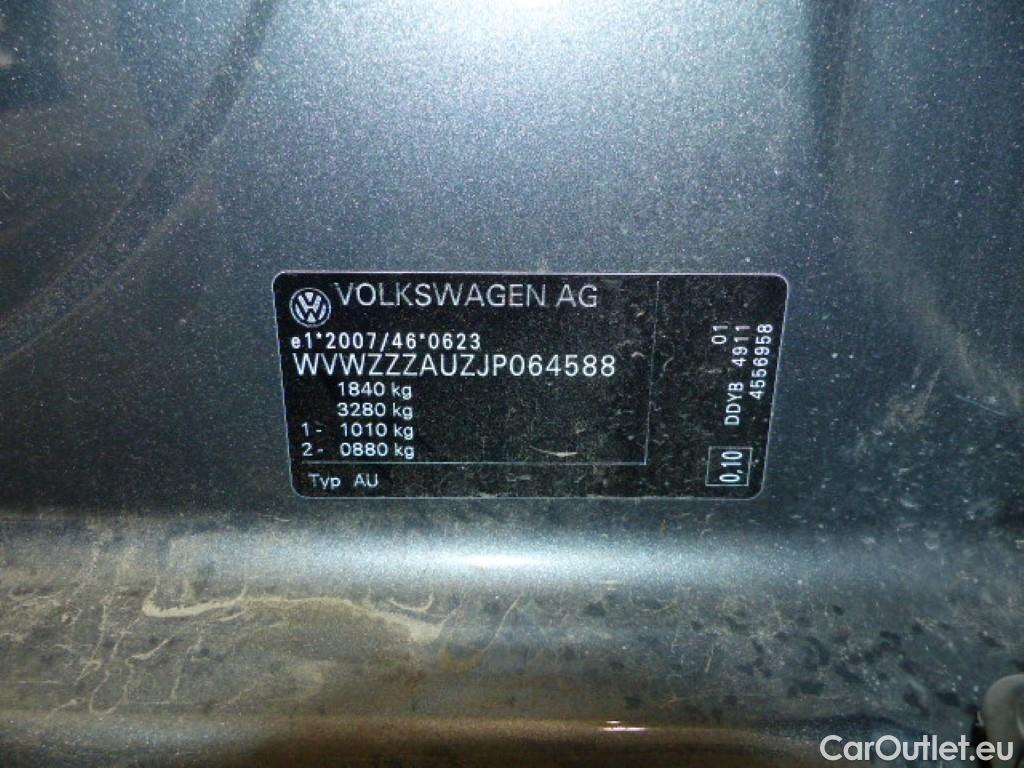 VOLKSWAGEN AG
e1*2007/46*0623
WVWZZZAUZJP064588
1840 kg
3280 kg
1 - 1010 kg
2 - 0880 kg
Typ AU
01
DDYB 4911
4556958
0,10
CarOutlet.eu